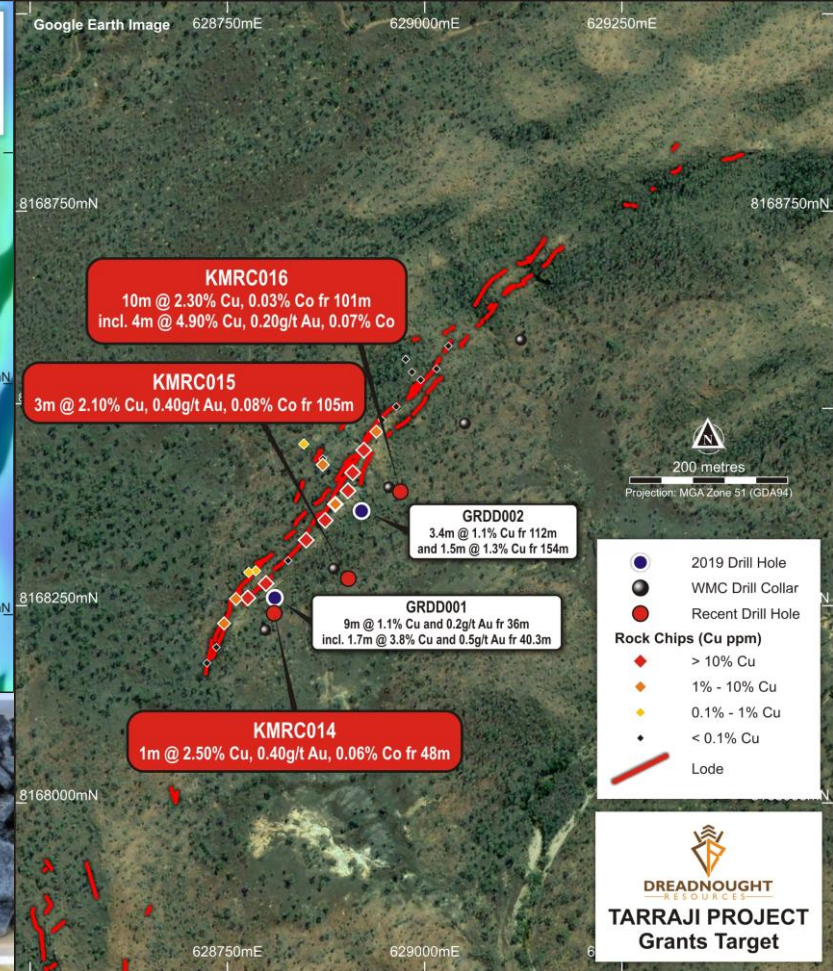 Google Earth Image
628750mE
629000mE
629250mE
8168750mN
8168750mN
KMRC016
10m @ 2.30% Cu, 0.03% Co fr 101m
incl. 4m @ 4.90% Cu, 0.20g/t Au, 0.07% Co
KMRC015
3m @ 2.10% Cu, 0.40g/t Au, 0.08% Co fr 105m
N
200 metres
Projection: MGA Zone 51 (GDA94)
GRDD002
3.4m @ 1.1% Cu fr 112m
and 1.5m @ 1.3% Cu fr 154m
GRDD001
9m @ 1.1% Cu and 0.2g/t Au fr 36m
incl. 1.7m @ 3.8% Cu and 0.5g/t Au fr 40.3m
8168250mN
KMRC014
1m @ 2.50% Cu, 0.40g/t Au, 0.06% Co fr 48m
2019 Drill Hole
WMC Drill Collar
Recent Drill Hole
Rock Chips (Cu ppm)
> 10% Cu
1% - 10% Cu
0.1% - 1% Cu
< 0.1% Cu
Lode
8168000mN
DREADNOUGHT
RESOURCES
TARRAJI PROJECT
Grants Target
628750mE
629000mE